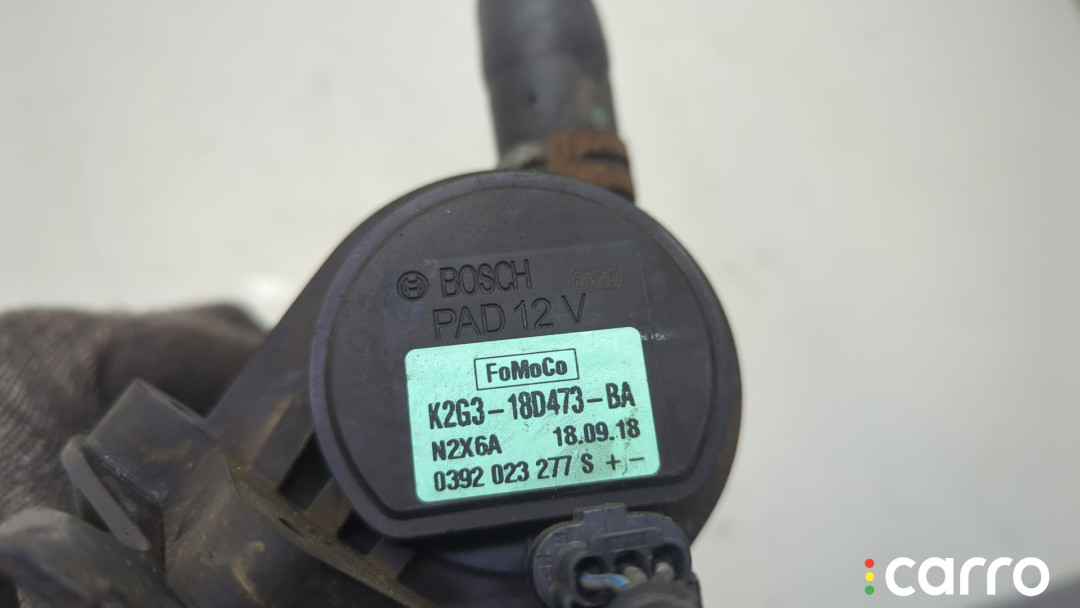 BOSCH
PAD 12 V
FoMoCo
K2G3-18D473-BA
N2X6A 18.09.18
0392 023 277 S + -
carro